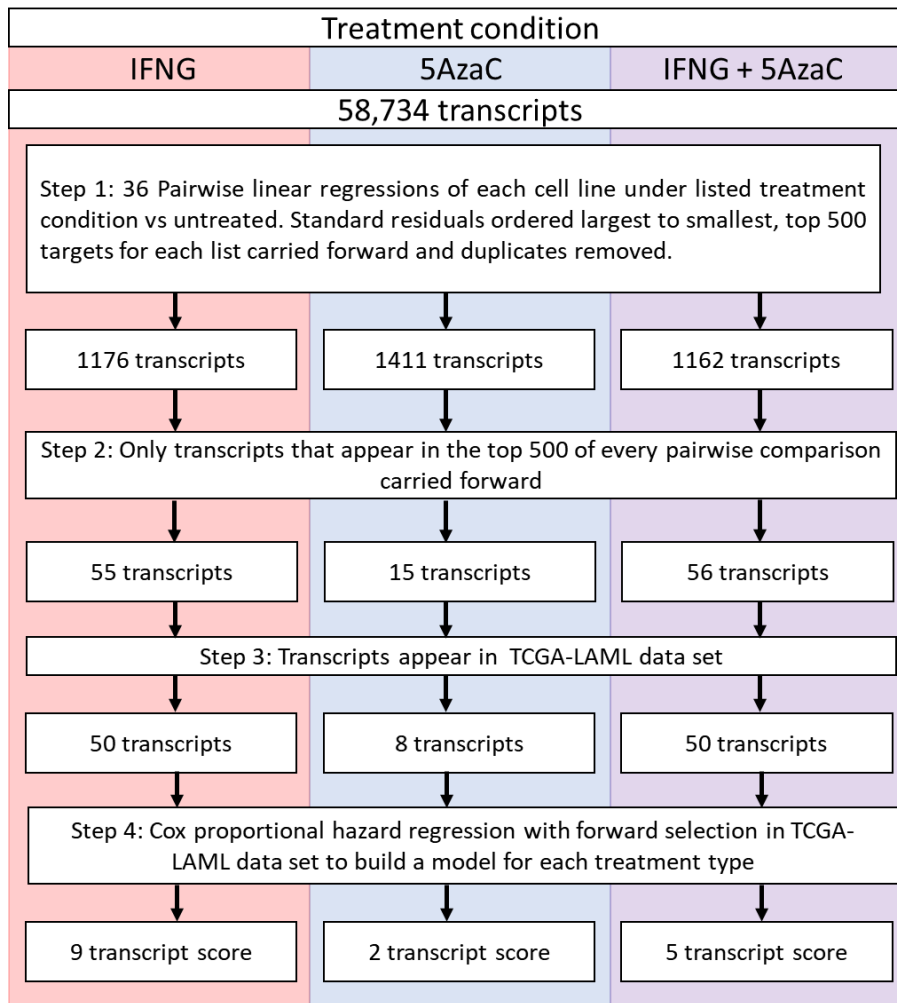 Treatment condition
IFNG 5AzaC IFNG + 5AzaC
58,734 transcripts
Step 1: 36 Pairwise linear regressions of each cell line under listed treatment
condition vs untreated. Standard residuals ordered largest to smallest, top 500
targets for each list carried forward and duplicates removed.
1176 transcripts 1411 transcripts 1162 transcripts
Step 2: Only transcripts that appear in the top 500 of every pairwise comparison
carried forward
55 transcripts 15 transcripts 56 transcripts
Step 3: Transcripts appear in TCGA-LAML data set
50 transcripts 8 transcripts 50 transcripts
Step 4: Cox proportional hazard regression with forward selection in TCGA-
LAML data set to build a model for each treatment type
9 transcript score 2 transcript score 5 transcript score